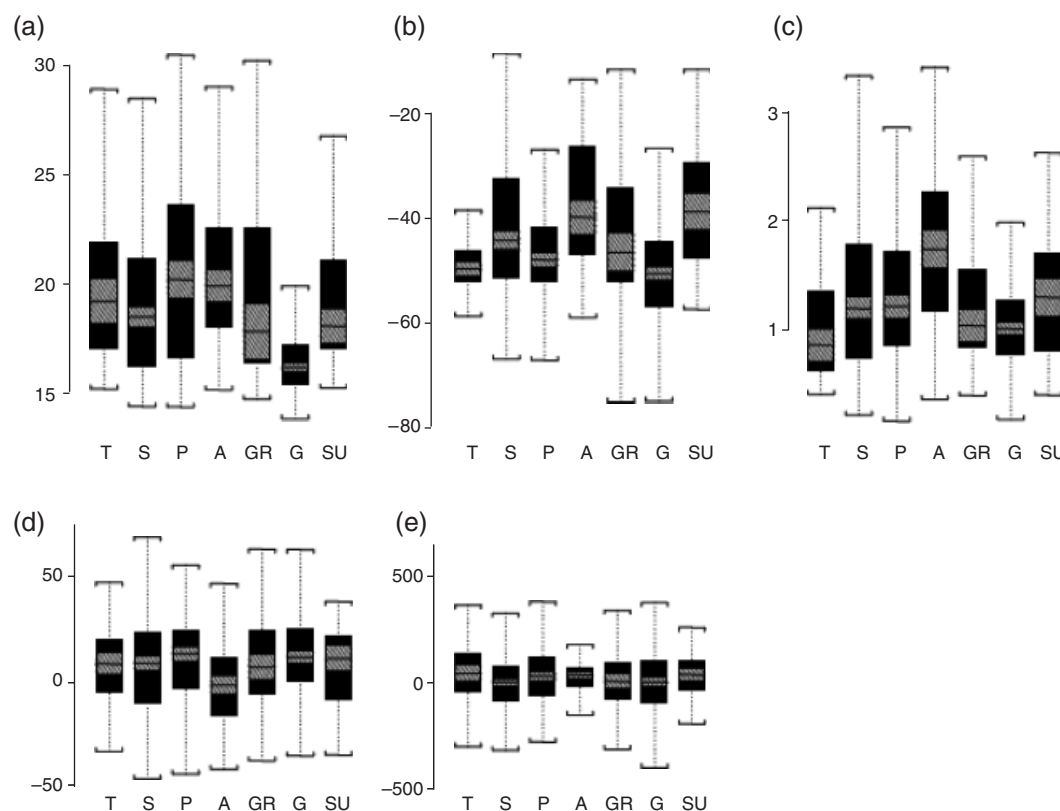 (a)
30
25
20
15
T S P A GR G SU
(b)
−20
−40
−60
−80
T S P A GR G SU
(c)
3
2
1
T S P A GR G SU
(d)
50
0
−50
T S P A GR G SU
(e)
500
0
−500
T S P A GR G SU